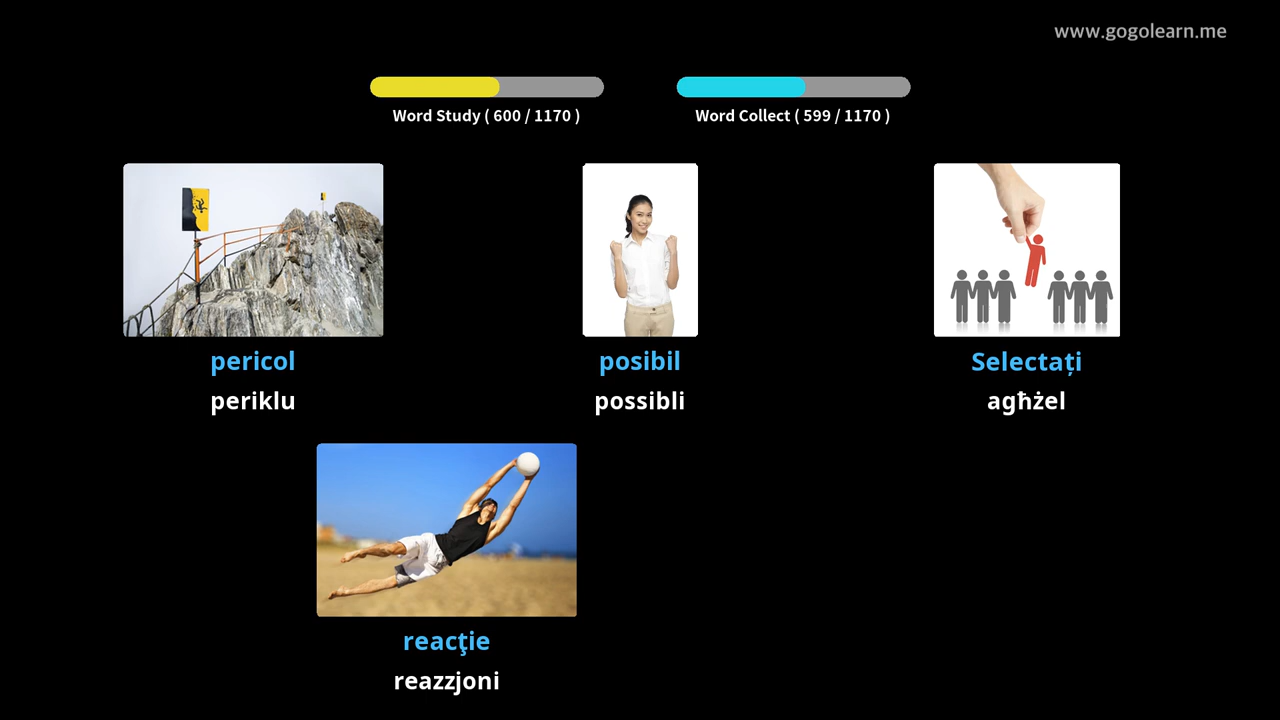 www.gogolearn.me
Word Study ( 600 / 1170 )
Word Collect ( 599 / 1170 )
pericol
periklu
posibil
possibli
Selectați
agħżel
reacţie
reazzjoni